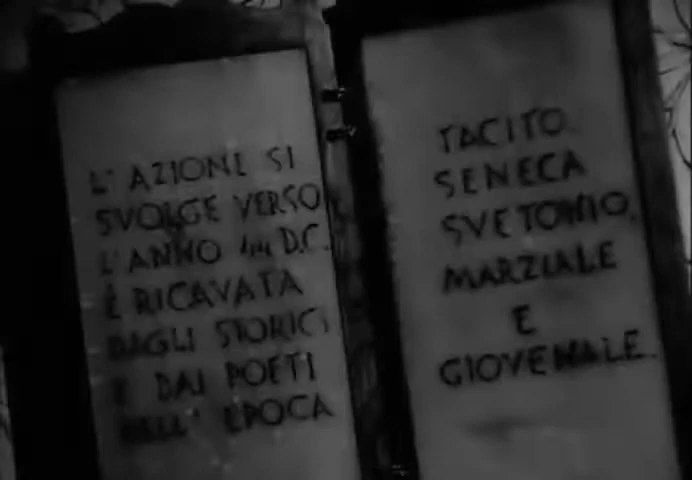 L'AZIONE SI
SVOLGE VERSO
L'ANNO D.C.
È RICAVATA
DAGLI STORICI
E DAI POETI
DELL' EPOCA
TACITO.
SENECA
SVETONIO,
MARZIALE
E
GIOVENALE.